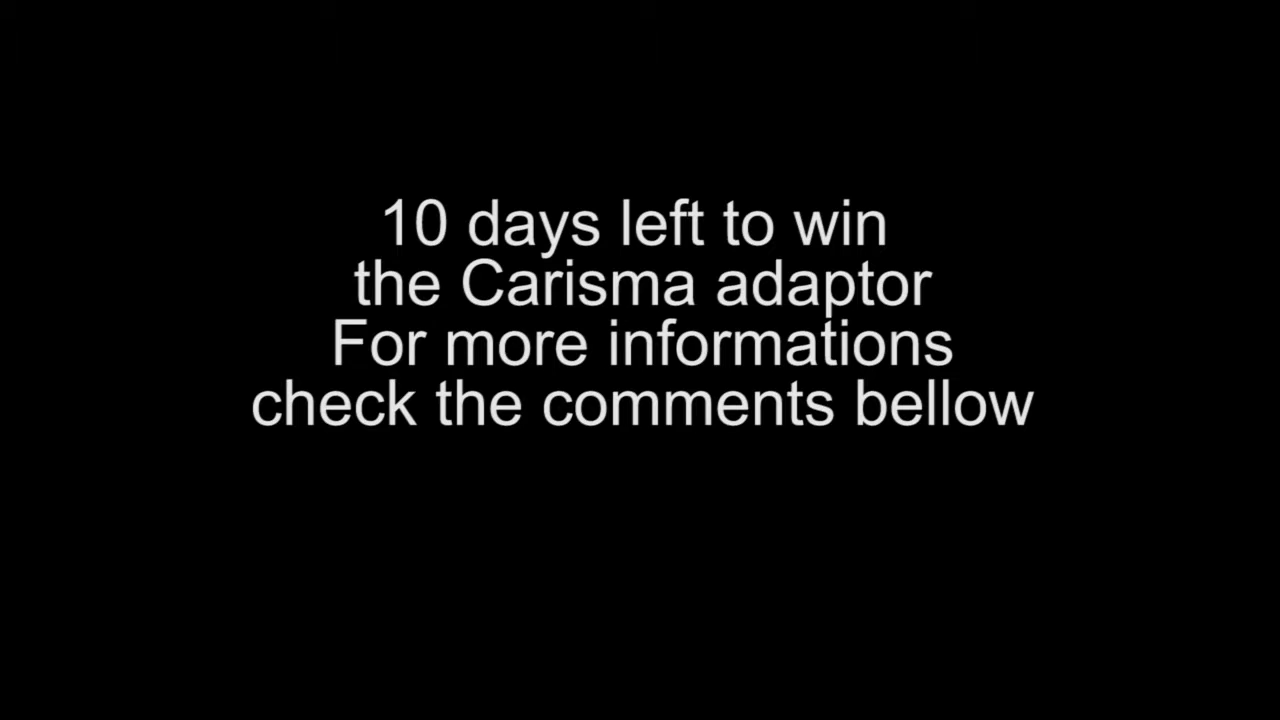 10 days left to win
the Carisma adaptor
For more informations
check the comments bellow